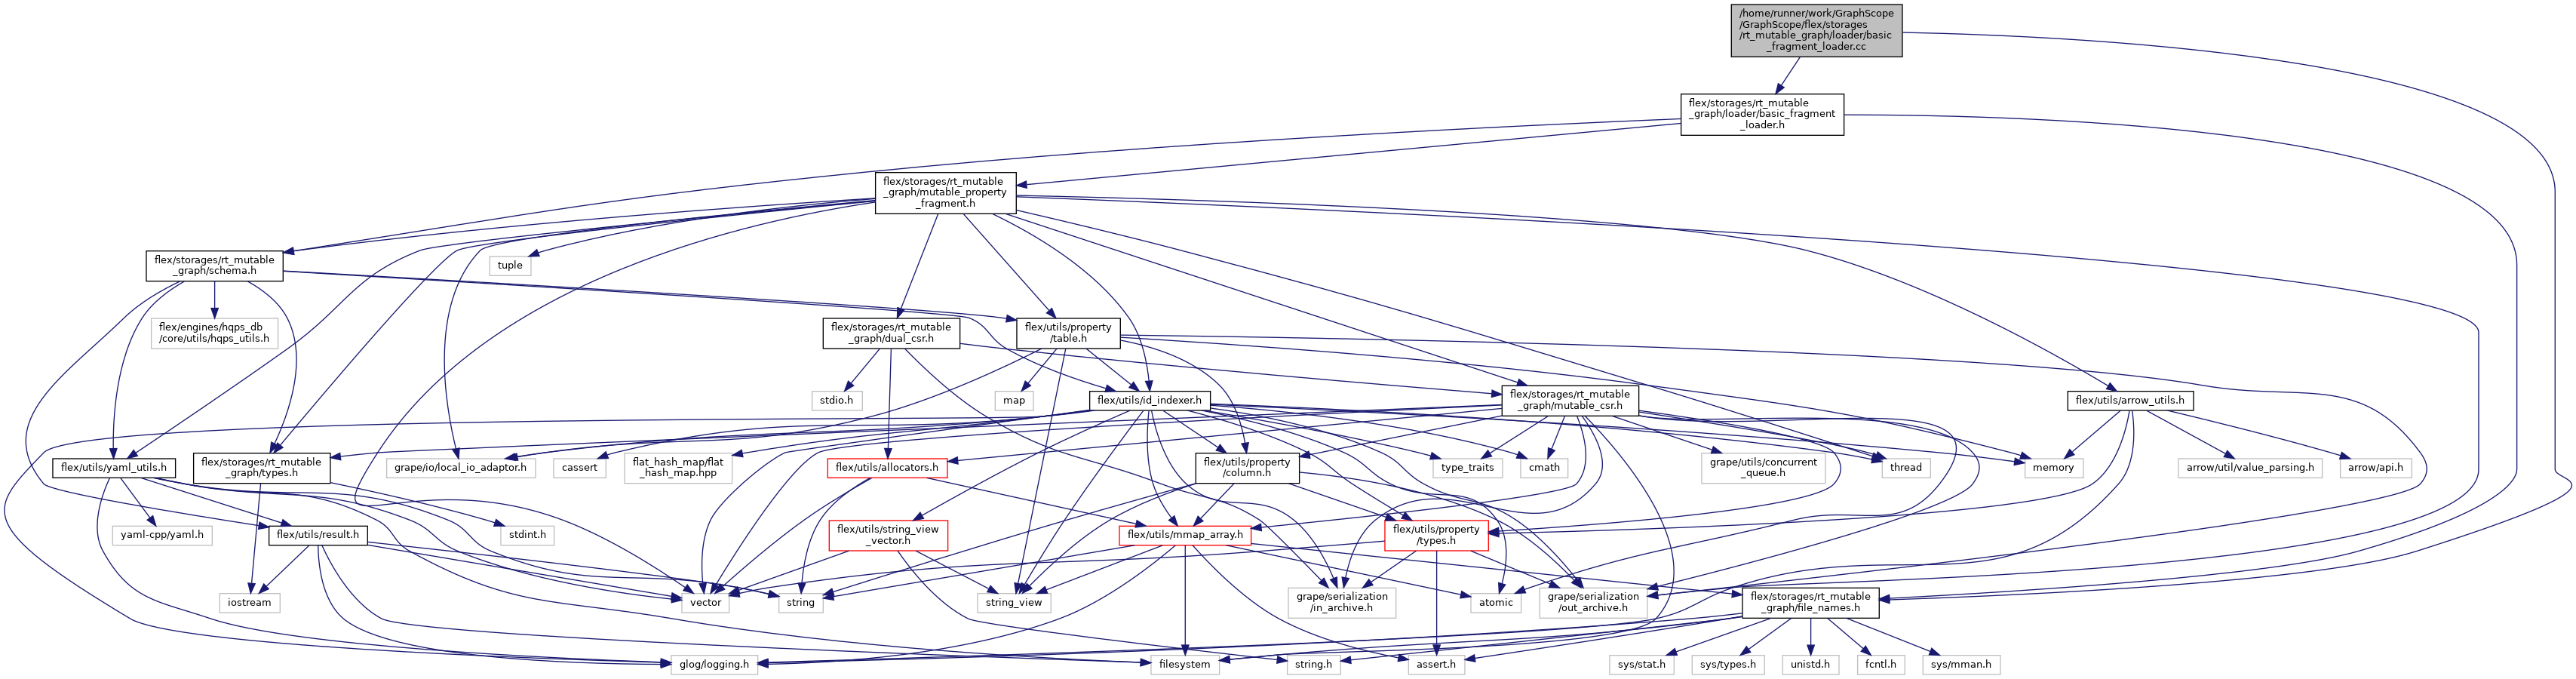 /home/runner/work/GraphScope
/GraphScope/flex/storages
/rt_mutable_graph/loader/basic
_fragment_loader.cc
flex/storages/rt_mutable
_graph/loader/basic_fragment
_loader.h
flex/storages/rt_mutable
_graph/mutable_property
_fragment.h
flex/storages/rt_mutable
_graph/schema.h
tuple
flex/engines/hqps_db
/core/utils/hqps_utils.h
flex/storages/rt_mutable
_graph/dual_csr.h
flex/utils/property
/table.h
stdio.h
map
flex/utils/id_indexer.h
flex/storages/rt_mutable
_graph/mutable_csr.h
flex/utils/arrow_utils.h
flex/utils/yaml_utils.h
flex/storages/rt_mutable
_graph/types.h
grape/io/local_io_adaptor.h
cassert
flat_hash_map/flat
_hash_map.hpp
flex/utils/allocators.h
flex/utils/property
/column.h
type_traits
cmath
grape/utils/concurrent
_queue.h
thread
memory
arrow/util/value_parsing.h
arrow/api.h
yaml-cpp/yaml.h
flex/utils/result.h
stdint.h
flex/utils/string_view
_vector.h
flex/utils/mmap_array.h
flex/utils/property
/types.h
iostream
vector
string
string_view
grape/serialization
/in_archive.h
atomic
grape/serialization
/out_archive.h
flex/storages/rt_mutable
_graph/file_names.h
glog/logging.h
filesystem
string.h
assert.h
sys/stat.h
sys/types.h
unistd.h
fcntl.h
sys/mman.h